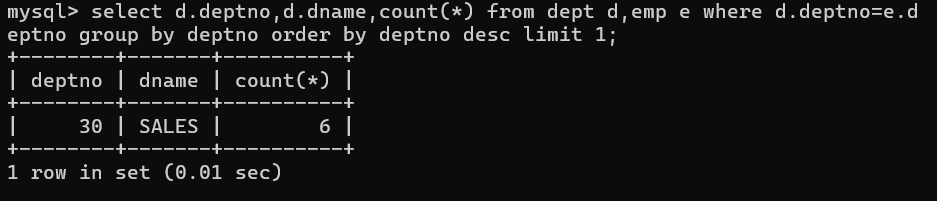 mysql> select d.deptno,d.dname,count(*) from dept d,emp e where d.deptno=e.d
eptno group by deptno order by deptno desc limit 1;
+--------+-------+----------+
| deptno | dname | count(*) |
+--------+-------+----------+
|     30 | SALES |        6 |
+--------+-------+----------+
1 row in set (0.01 sec)